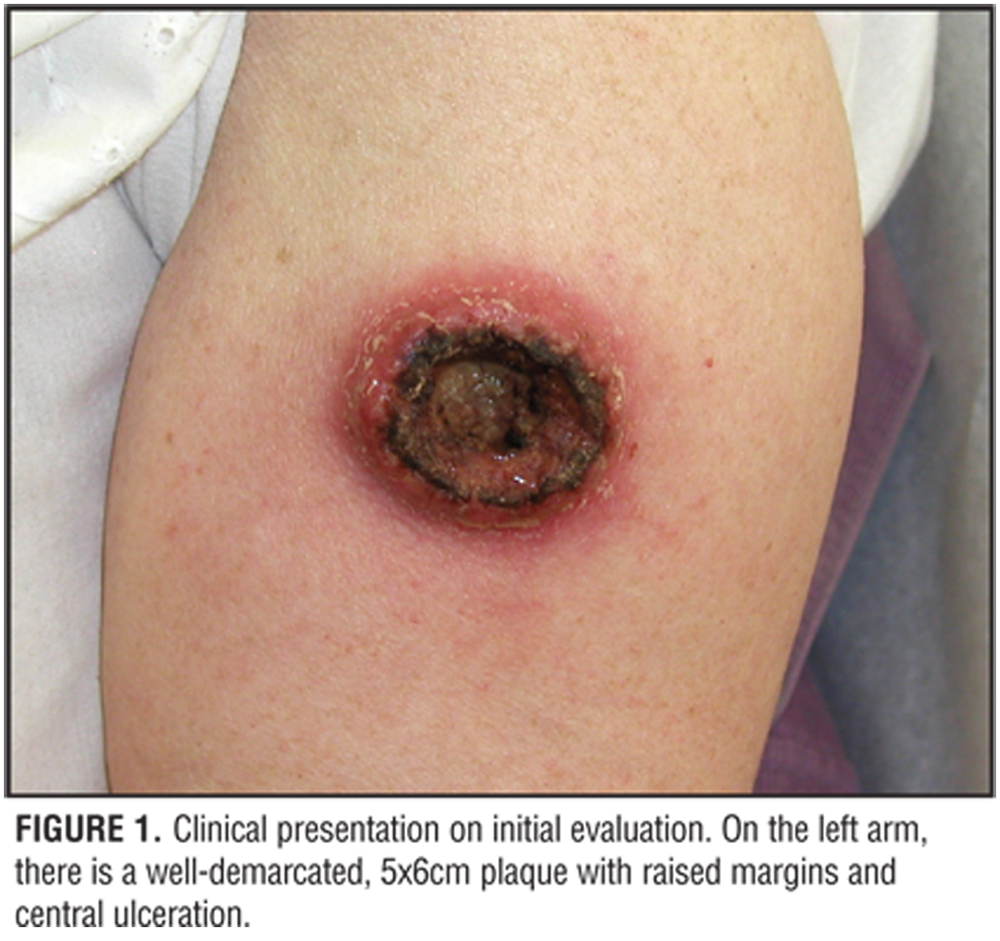 FIGURE 1. Clinical presentation on initial evaluation. On the left arm,
there is a well-demarcated, 5x6cm plaque with raised margins and
central ulceration.